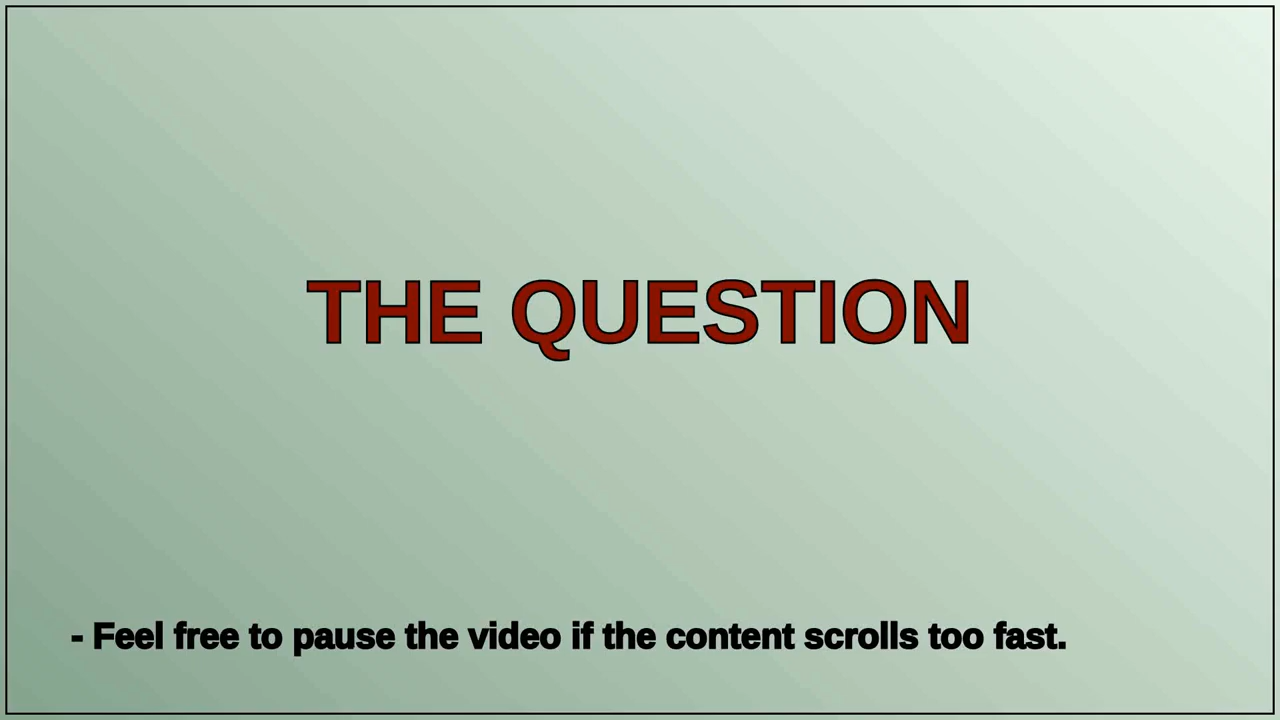 THE QUESTION
- Feel free to pause the video if the content scrolls too fast.